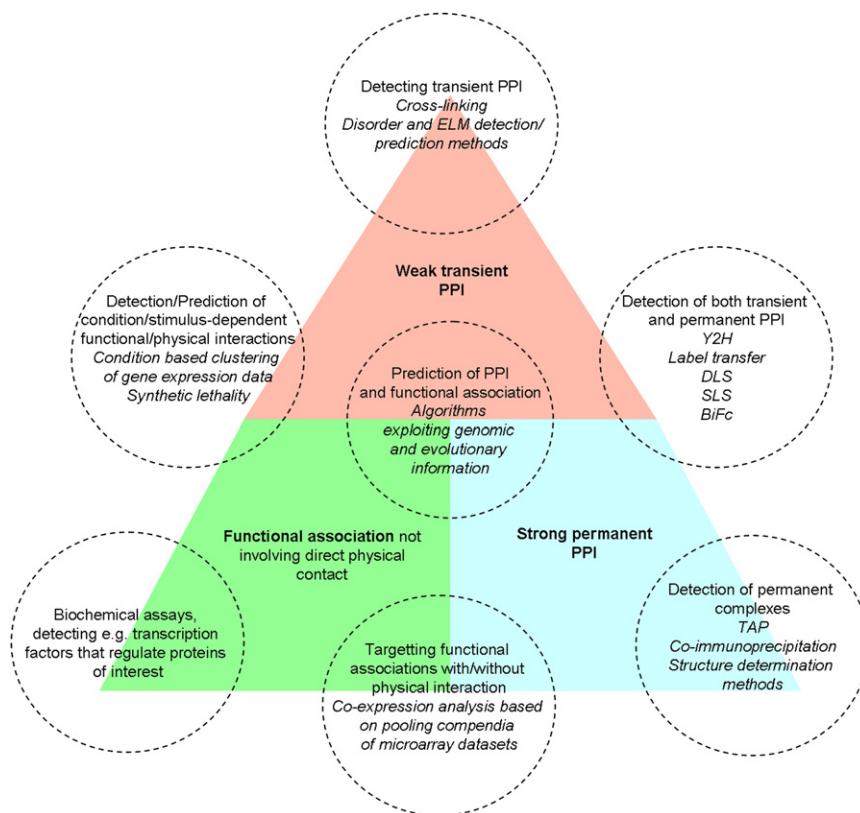 Detecting transient PPI
Cross-linking
Disorder and ELM detection/
prediction methods
Weak transient
PPI
Detection/Prediction of
condition/stimulus-dependent
functional/physical interactions
Condition based clustering
of gene expression data
Synthetic lethality
Detection of both transient
and permanent PPI
Y2H
Label transfer
DLS
SLS
BiFc
Prediction of PPI
and functional association
Algorithms
exploiting genomic
and evolutionary
information
Functional association not
involving direct physical
contact
Strong permanent
PPI
Biochemical assays,
detecting e.g. transcription
factors that regulate proteins
of interest
Targetting functional
associations with/without
physical interaction
Co-expression analysis based
on pooling compendia
of microarray datasets
Detection of permanent
complexes
TAP
Co-immunoprecipitation
Structure determination
methods